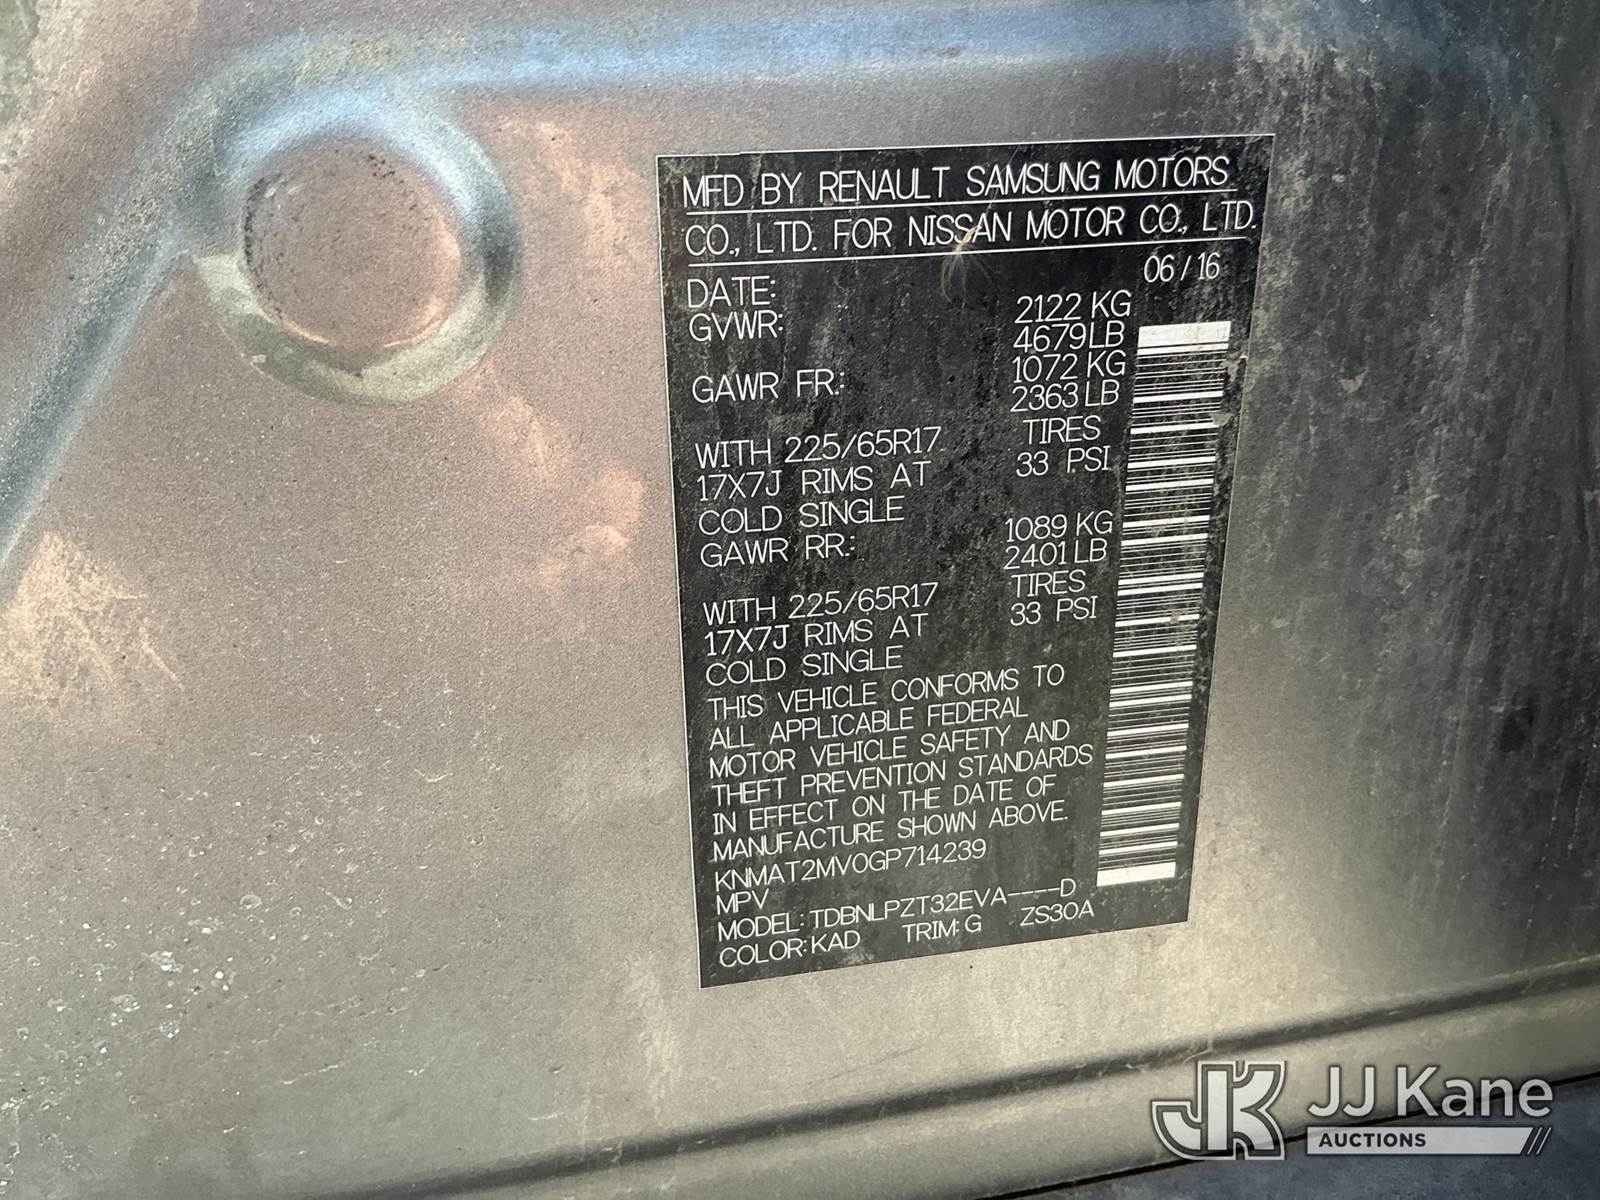 MFD BY RENAULT SAMSUNG MOTORS
CO., LTD. FOR NISSAN MOTOR CO., LTD.
DATE: 06/16
GVWR: 2122 KG
4679 LB
GAWR FR.: 1072 KG
2363 LB
WITH 225/65R17 TIRES
17X7J RIMS AT 33 PSI
COLD SINGLE
GAWR RR.: 1089 KG
2401 LB
WITH 225/65R17 TIRES
17X7J RIMS AT 33 PSI
COLD SINGLE
THIS VEHICLE CONFORMS TO
ALL APPLICABLE FEDERAL
MOTOR VEHICLE SAFETY AND
THEFT PREVENTION STANDARDS
IN EFFECT ON THE DATE OF
MANUFACTURE SHOWN ABOVE.
KNMAT2MV0GP714239
MPV
MODEL: TDBNLPZT32EVA----D
COLOR: KAD TRIM: G ZS30A
JK JJ Kane
AUCTIONS